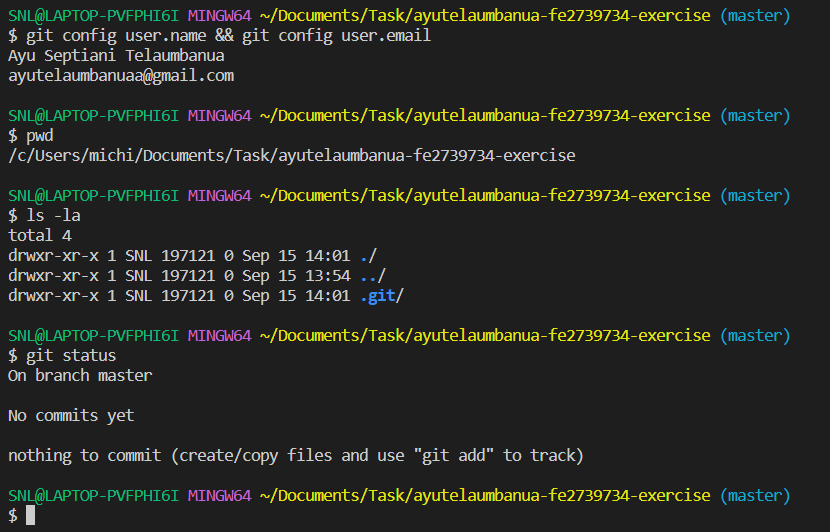 SNL@LAPTOP-PVFPHI6I MINGW64 ~/Documents/Task/ayutelaumbanua-fe2739734-exercise (master)
$ git config user.name && git config user.email
Ayu Septiani Telaumbanua
ayutelaumbanuaa@gmail.com
SNL@LAPTOP-PVFPHI6I MINGW64 ~/Documents/Task/ayutelaumbanua-fe2739734-exercise (master)
$ pwd
/c/Users/michi/Documents/Task/ayutelaumbanua-fe2739734-exercise
SNL@LAPTOP-PVFPHI6I MINGW64 ~/Documents/Task/ayutelaumbanua-fe2739734-exercise (master)
$ ls -la
total 4
drwxr-xr-x 1 SNL 197121 0 Sep 15 14:01 ./
drwxr-xr-x 1 SNL 197121 0 Sep 15 13:54 ../
drwxr-xr-x 1 SNL 197121 0 Sep 15 14:01 .git/
SNL@LAPTOP-PVFPHI6I MINGW64 ~/Documents/Task/ayutelaumbanua-fe2739734-exercise (master)
$ git status
On branch master
No commits yet
nothing to commit (create/copy files and use "git add" to track)
SNL@LAPTOP-PVFPHI6I MINGW64 ~/Documents/Task/ayutelaumbanua-fe2739734-exercise (master)
$